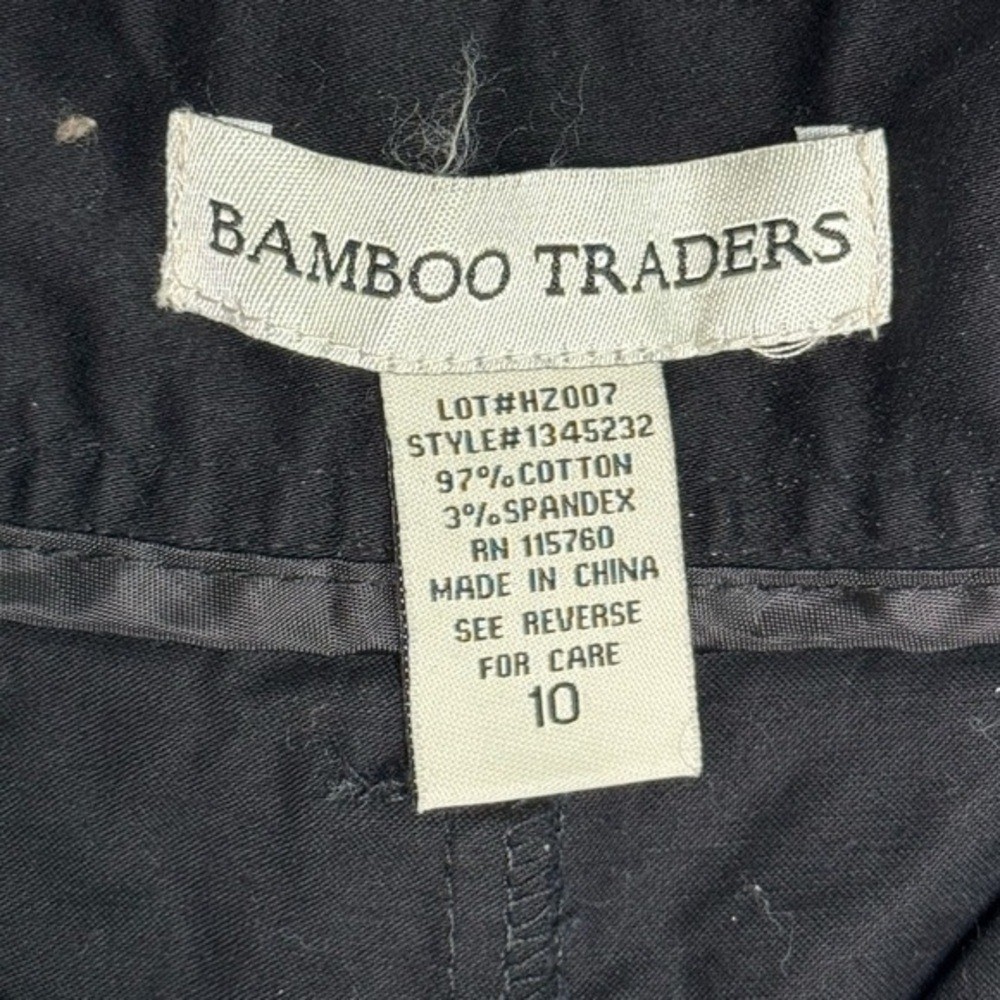 BAMBOO TRADERS
LOT#HZ007
STYLE#1345232
97%COTTON
3%SPANDEX
RN 115760
MADE IN CHINA
SEE REVERSE
FOR CARE
10